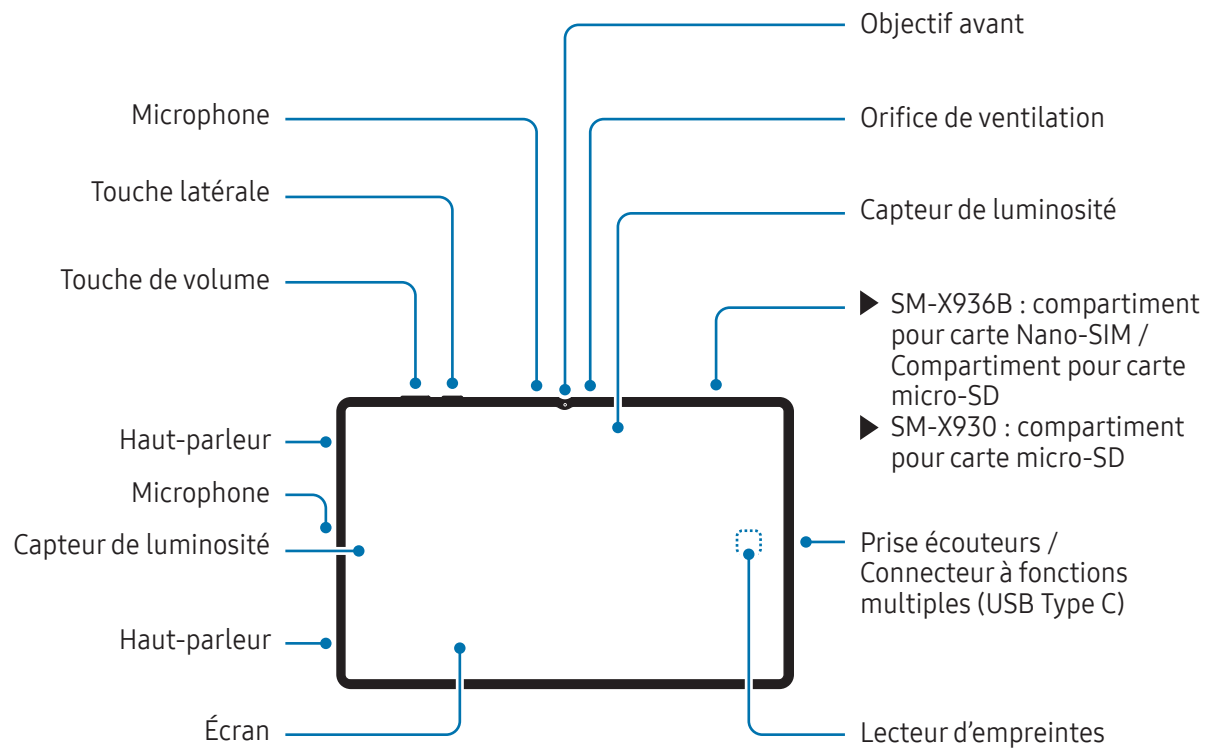 Objectif avant
Microphone
Orifice de ventilation
Touche latérale
Capteur de luminosité
Touche de volume
SM-X936B : compartiment
pour carte Nano-SIM /
Compartiment pour carte
micro-SD
SM-X930 : compartiment
pour carte micro-SD
Haut-parleur
Microphone
Capteur de luminosité
Prise écouteurs /
Connecteur à fonctions
multiples (USB Type C)
Haut-parleur
Écran
Lecteur d’empreintes